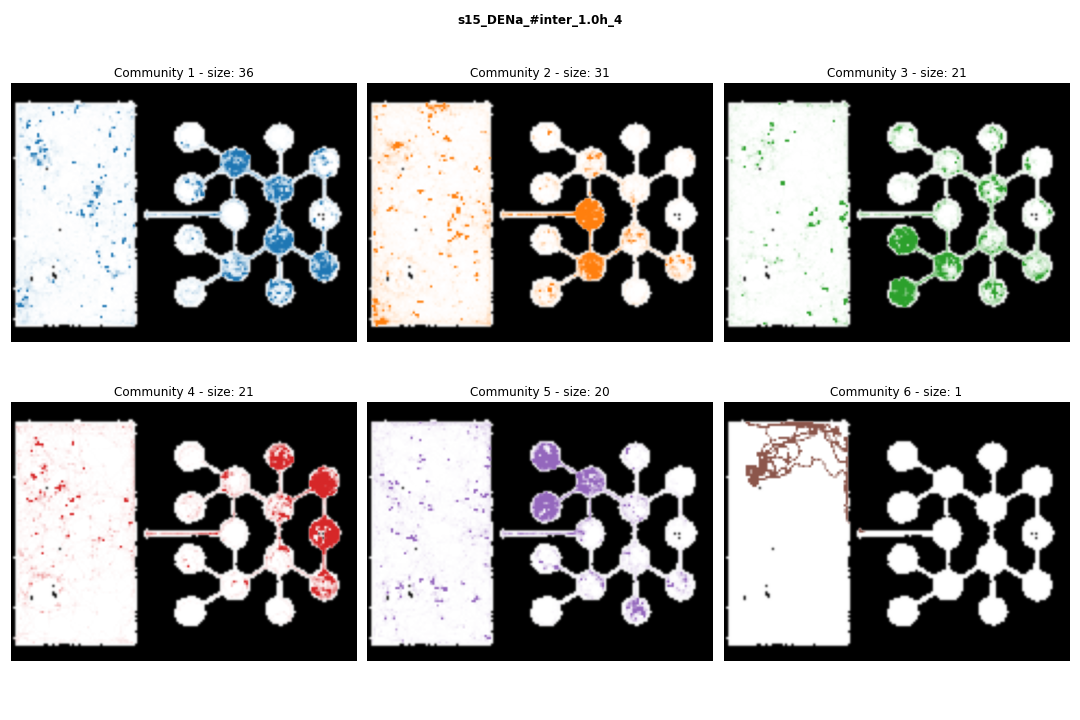 s15_DENa_#inter_1.0h_4
Community 1 - size: 36
Community 2 - size: 31
Community 3 - size: 21
Community 4 - size: 21
Community 5 - size: 20
Community 6 - size: 1